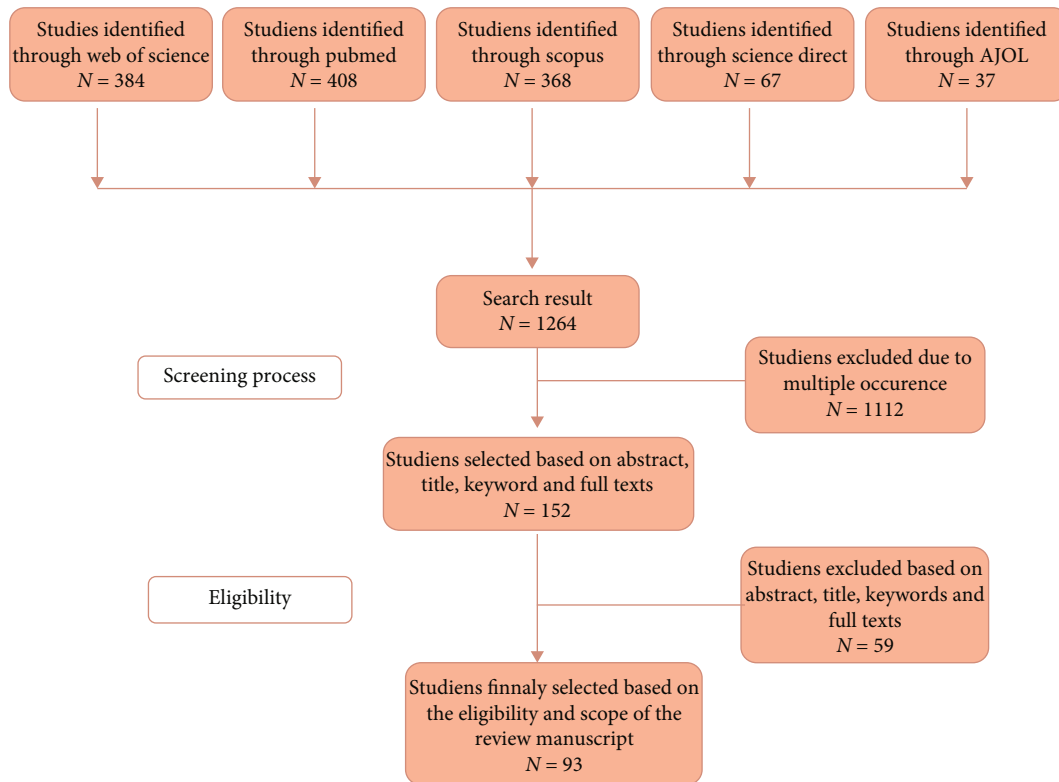 Studies identified
through web of science
N = 384
Studiens identified
through pubmed
N = 408
Studiens identified
through scopus
N = 368
Studiens identified
through science direct
N = 67
Studiens identified
through AJOL
N = 37
Search result
N = 1264
Screening process
Studiens excluded due to
multiple occurence
N = 1112
Studiens selected based on abstract,
title, keyword and full texts
N = 152
Eligibility
Studiens excluded based on
abstract, title, keywords and
full texts
N = 59
Studiens finnaly selected based on
the eligibility and scope of the
review manuscript
N = 93